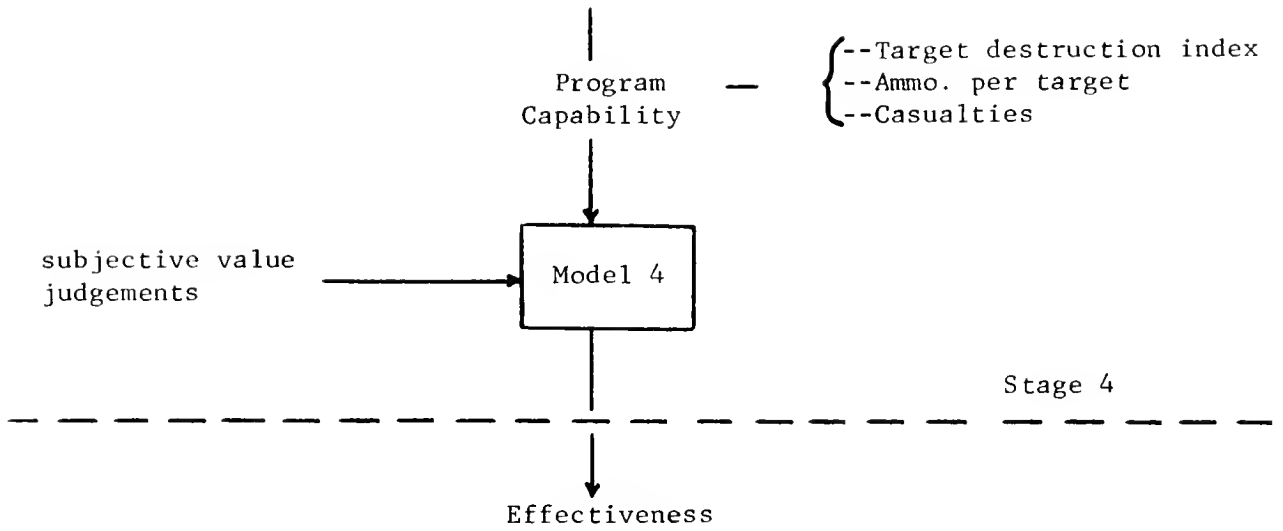 Program
Capability
--Target destruction index
--Ammo. per target
--Casualties
subjective value
judgements
Model 4
Stage 4
Effectiveness